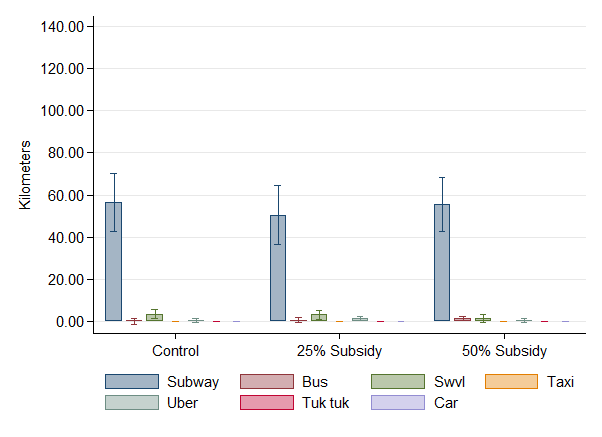 140.00
120.00
100.00
80.00
60.00
40.00
20.00
0.00
Kilometers
Control 25% Subsidy 50% Subsidy
Subway Bus Swvl Taxi
Uber Tuk tuk Car